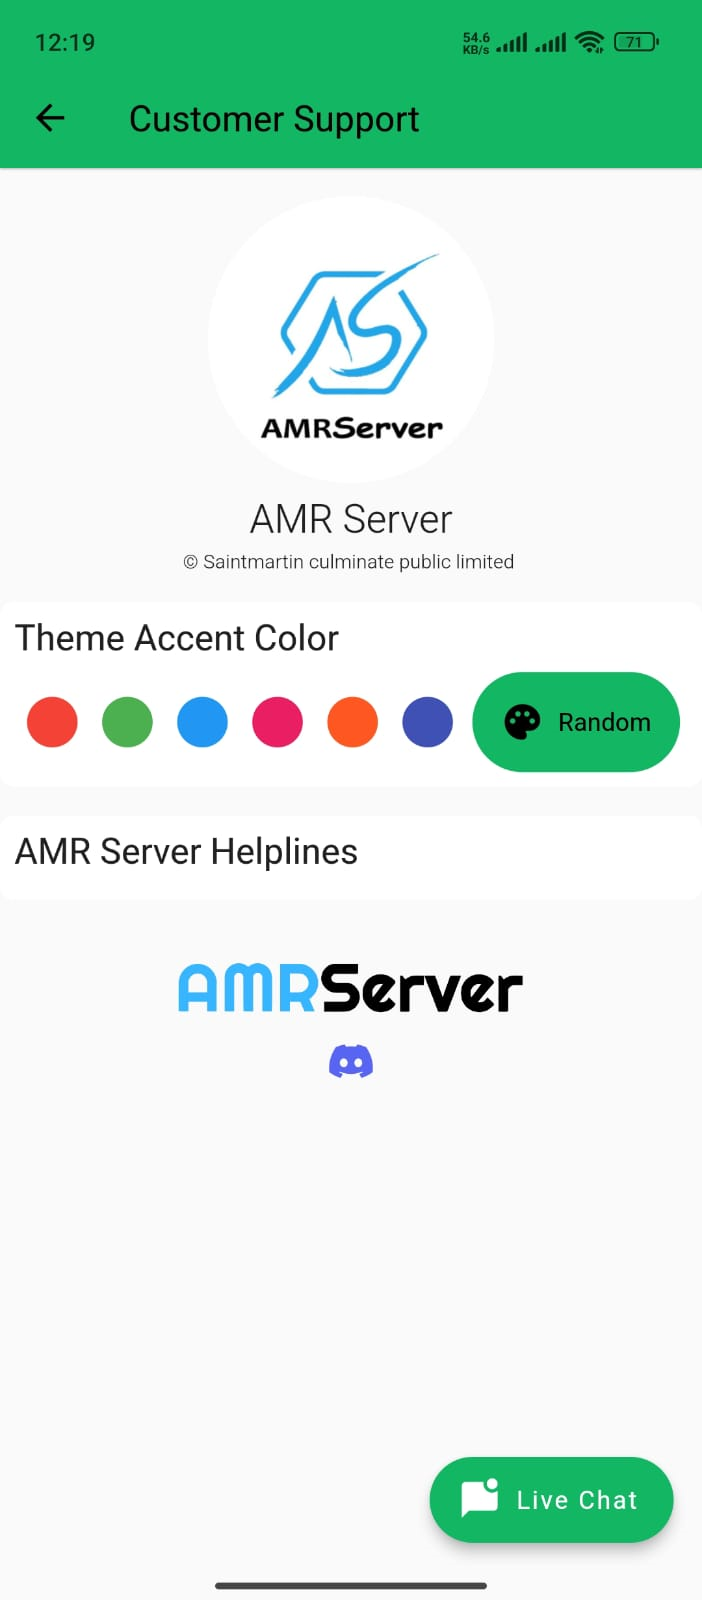 12:19
54.6
KB/s
71
Customer Support
AMRServer
AMR Server
© Saintmartin culminate public limited
Theme Accent Color
Random
AMR Server Helplines
AMRServer
Live Chat